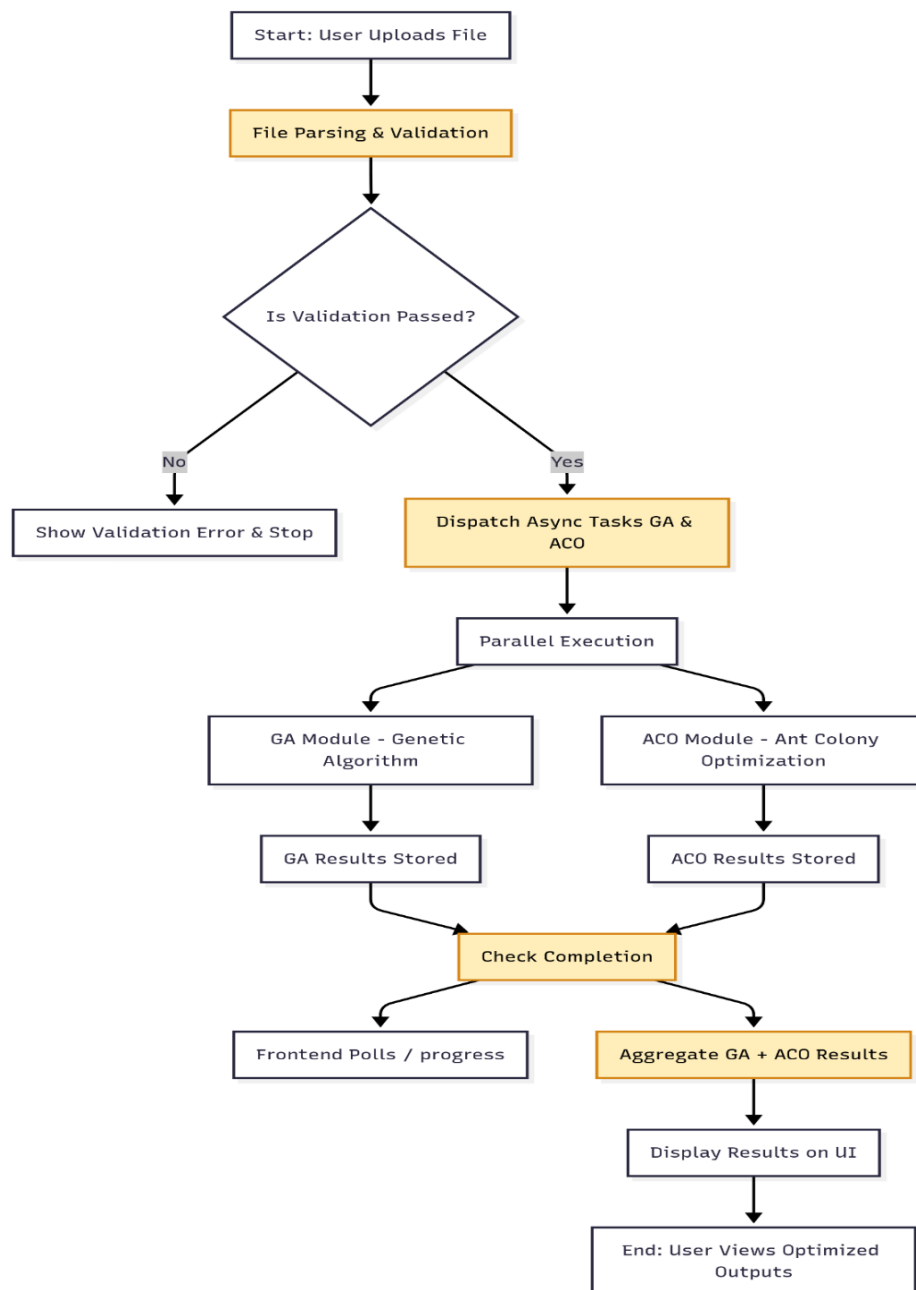 Start: User Uploads File
File Parsing & Validation
Is Validation Passed?
No
Yes
Show Validation Error & Stop
Dispatch Async Tasks GA &
ACO
Parallel Execution
GA Module - Genetic
Algorithm
ACO Module - Ant Colony
Optimization
GA Results Stored
ACO Results Stored
Check Completion
Frontend Polls / progress
Aggregate GA + ACO Results
Display Results on UI
End: User Views Optimized
Outputs